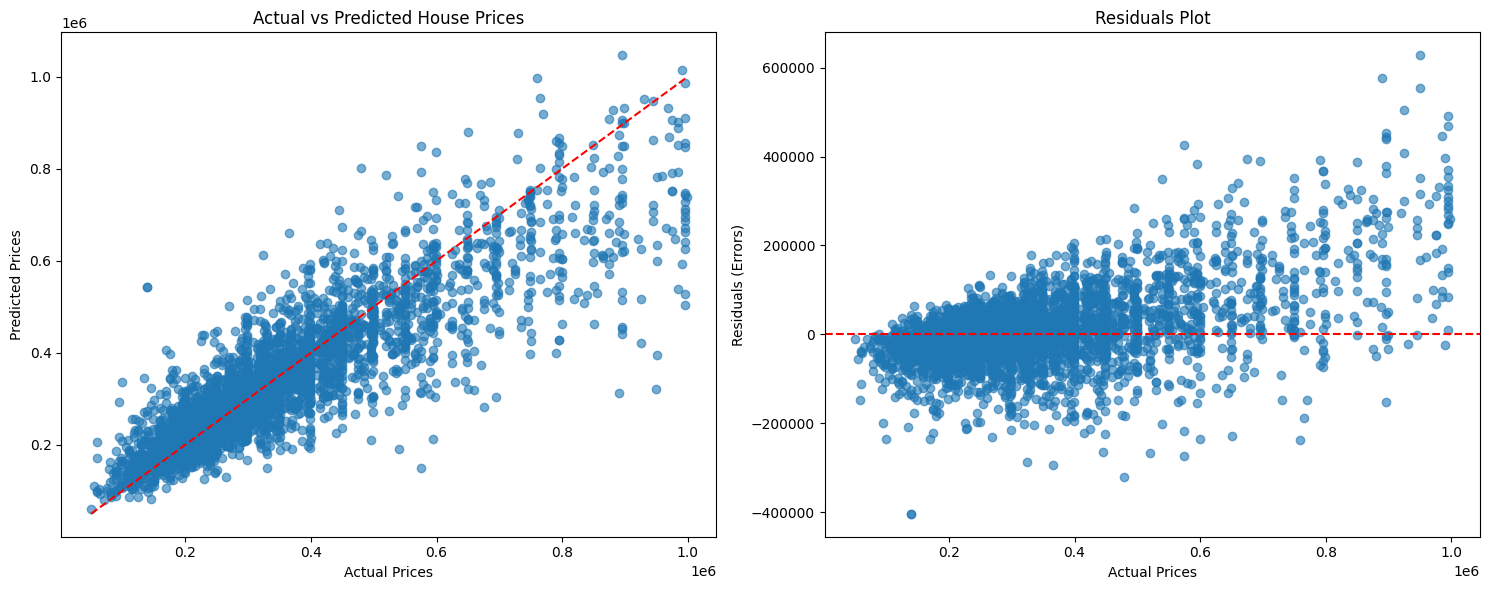 Actual vs Predicted House Prices
1e6
Predicted Prices
1.0
0.8
0.6
0.4
0.2
0.2 0.4 0.6 0.8 1.0
1e6
Actual Prices
Residuals Plot
Residuals (Errors)
600000
400000
200000
0
−200000
−400000
0.2 0.4 0.6 0.8 1.0
1e6
Actual Prices